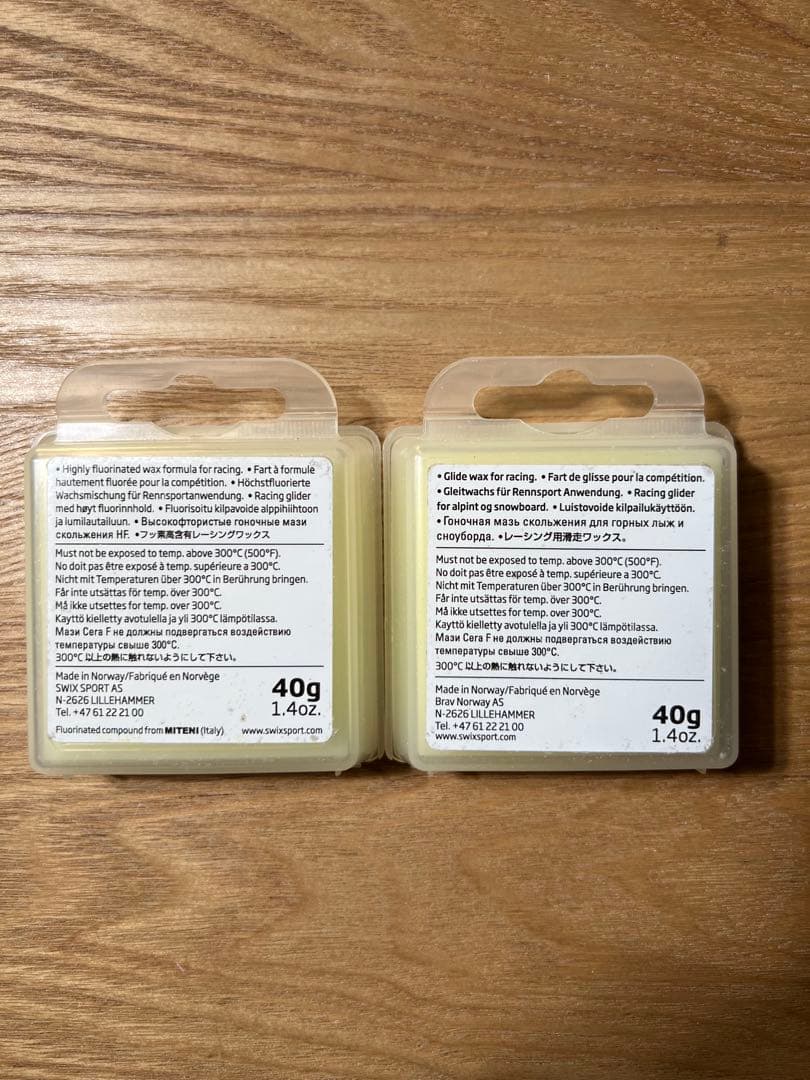 • Highly fluorinated wax formula for racing. • Fart à formule
hautement fluorée pour la compétition. • Höchstfluorierte
Wachsmischung für Rennsportanwendung. • Racing glider
med høyt fluorinnhold. • Fluorisoitu kilpavoide alppihiihtoon
ja lumilautailuun. • Высокофтористые гоночные мази
скольжения HF. •フッ素高含有レーシングワックス
Must not be exposed to temp. above 300°C (500°F).
No doit pas être exposé à temp. supérieure a 300°C.
Nicht mit Temperaturen über 300°C in Berührung bringen.
Får inte utsättas för temp. över 300°C.
Må ikke utsettes for temp. over 300°C.
Kayttö kielletty avotulella ja yli 300°C lämpötilassa.
Мази Cera F не должны подвергаться воздействию
температуры свыше 300°C.
300°C 以上の熱に触れないようにして下さい。
Made in Norway/Fabriqué en Norvège
SWIX SPORT AS
N-2626 LILLEHAMMER
Tel. +47 61 22 21 00
40g
1.4oz.
Fluorinated compound from MITENI (Italy)
www.swixsport.com
• Glide wax for racing. • Fart de glisse pour la compétition.
• Gleitwachs für Rennsport Anwendung. • Racing glider
for alpint og snowboard. • Luistovoide kilpailukäyttöön.
• Гоночная мазь скольжения для горных лыж и
сноуборда. •レーシング用滑走ワックス。
Must not be exposed to temp. above 300°C (500°F).
No doit pas être exposé à temp. supérieure a 300°C.
Nicht mit Temperaturen über 300°C in Berührung bringen.
Får inte utsättas för temp. över 300°C.
Må ikke utsettes for temp. över 300°C.
Kayttö kielletty avotulella ja yli 300°C lämpötilassa.
Мази Cera F не должны подвергаться воздействию
температуры свыше 300°C.
300°C 以上の熱に触れないようにして下さい。
Made in Norway/Fabriqué en Norvège
Brav Norway AS
N-2626 LILLEHAMMER
Tel. +47 61 22 21 00
www.swixsport.com
40g
1.4oz.